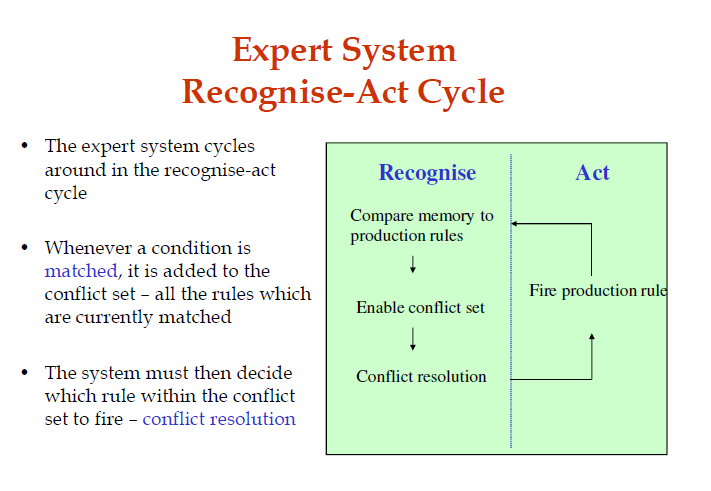 Expert System
Recognise-Act Cycle
• The expert system cycles
around in the recognise-act
cycle
• Whenever a condition is
matched, it is added to the
conflict set – all the rules which
are currently matched
• The system must then decide
which rule within the conflict
set to fire – conflict resolution
Recognise
Act
Compare memory to
production rules
Enable conflict set
Conflict resolution
Fire production rule